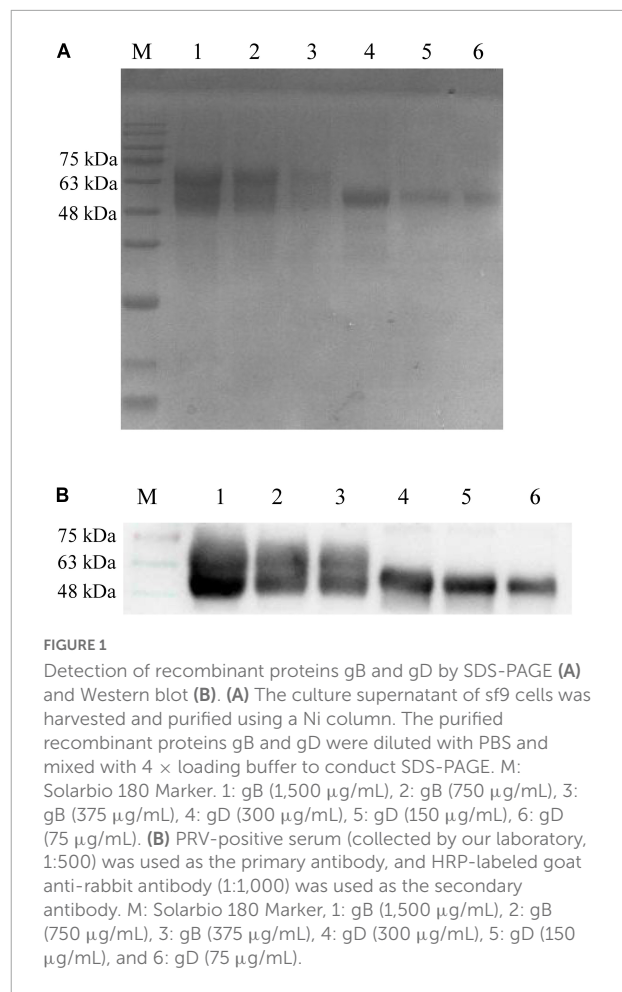 A M 1 2 3 4 5 6
75 kDa
63 kDa
48 kDa
B M 1 2 3 4 5 6
75 kDa
63 kDa
48 kDa
FIGURE 1
Detection of recombinant proteins gB and gD by SDS-PAGE (A)
and Western blot (B). (A) The culture supernatant of sf9 cells was
harvested and purified using a Ni column. The purified
recombinant proteins gB and gD were diluted with PBS and
mixed with 4 × loading buffer to conduct SDS-PAGE. M:
Solarbio 180 Marker. 1: gB (1,500 μg/mL), 2: gB (750 μg/mL), 3:
gB (375 μg/mL), 4: gD (300 μg/mL), 5: gD (150 μg/mL), 6: gD
(75 μg/mL). (B) PRV-positive serum (collected by our laboratory,
1:500) was used as the primary antibody, and HRP-labeled goat
anti-rabbit antibody (1:1,000) was used as the secondary
antibody. M: Solarbio 180 Marker, 1: gB (1,500 μg/mL), 2: gB
(750 μg/mL), 3: gB (375 μg/mL), 4: gD (300 μg/mL), 5: gD (150
μg/mL), and 6: gD (75 μg/mL).